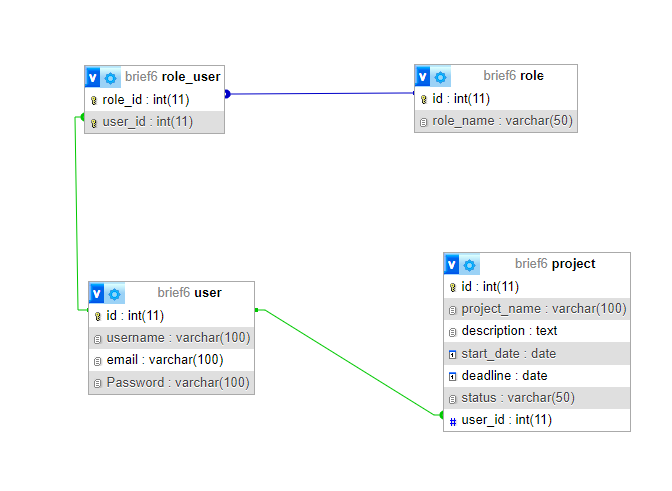 v brief6 role_user
role_id : int(11)
user_id : int(11)
v brief6 role
id : int(11)
role_name : varchar(50)
v brief6 user
id : int(11)
username : varchar(100)
email : varchar(100)
Password : varchar(100)
v brief6 project
id : int(11)
project_name : varchar(100)
description : text
start_date : date
deadline : date
status : varchar(50)
# user_id : int(11)